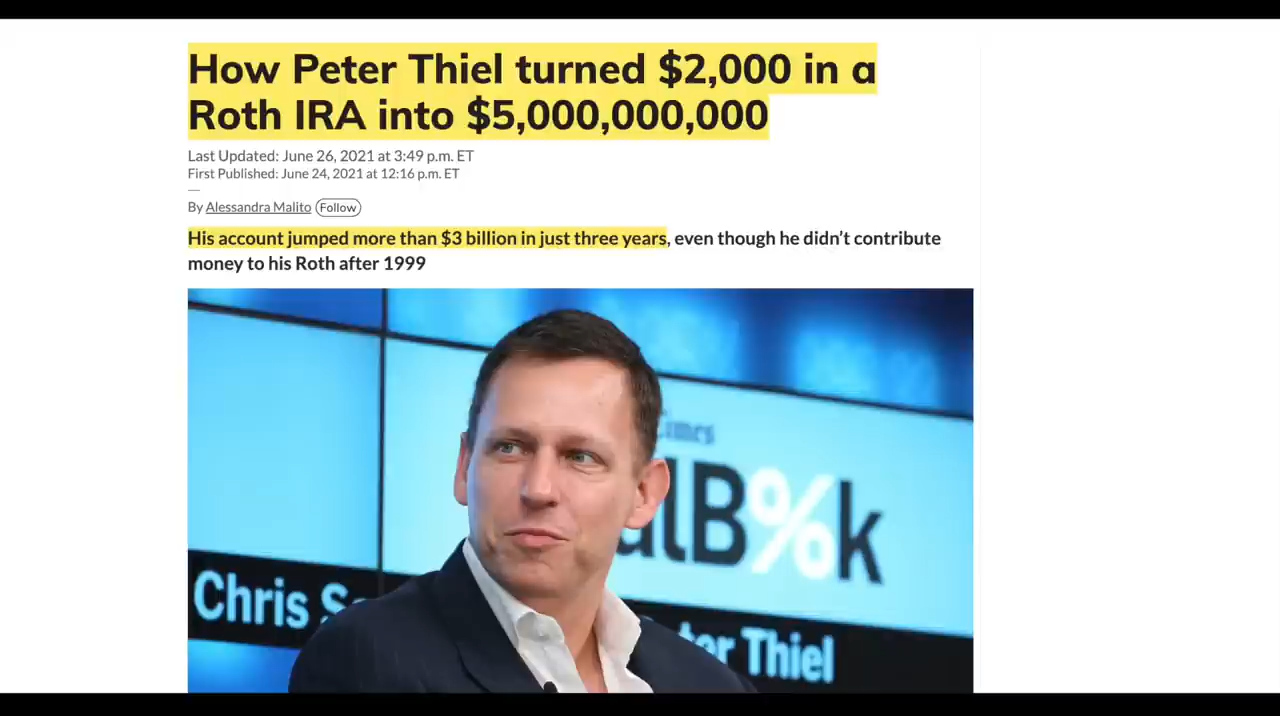 How Peter Thiel turned $2,000 in a
Roth IRA into $5,000,000,000
Last Updated: June 26, 2021 at 3:49 p.m. ET
First Published: June 24, 2021 at 12:16 p.m. ET
—
By Alessandra Malito Follow
His account jumped more than $3 billion in just three years, even though he didn’t contribute
money to his Roth after 1999
Chris
Thiel